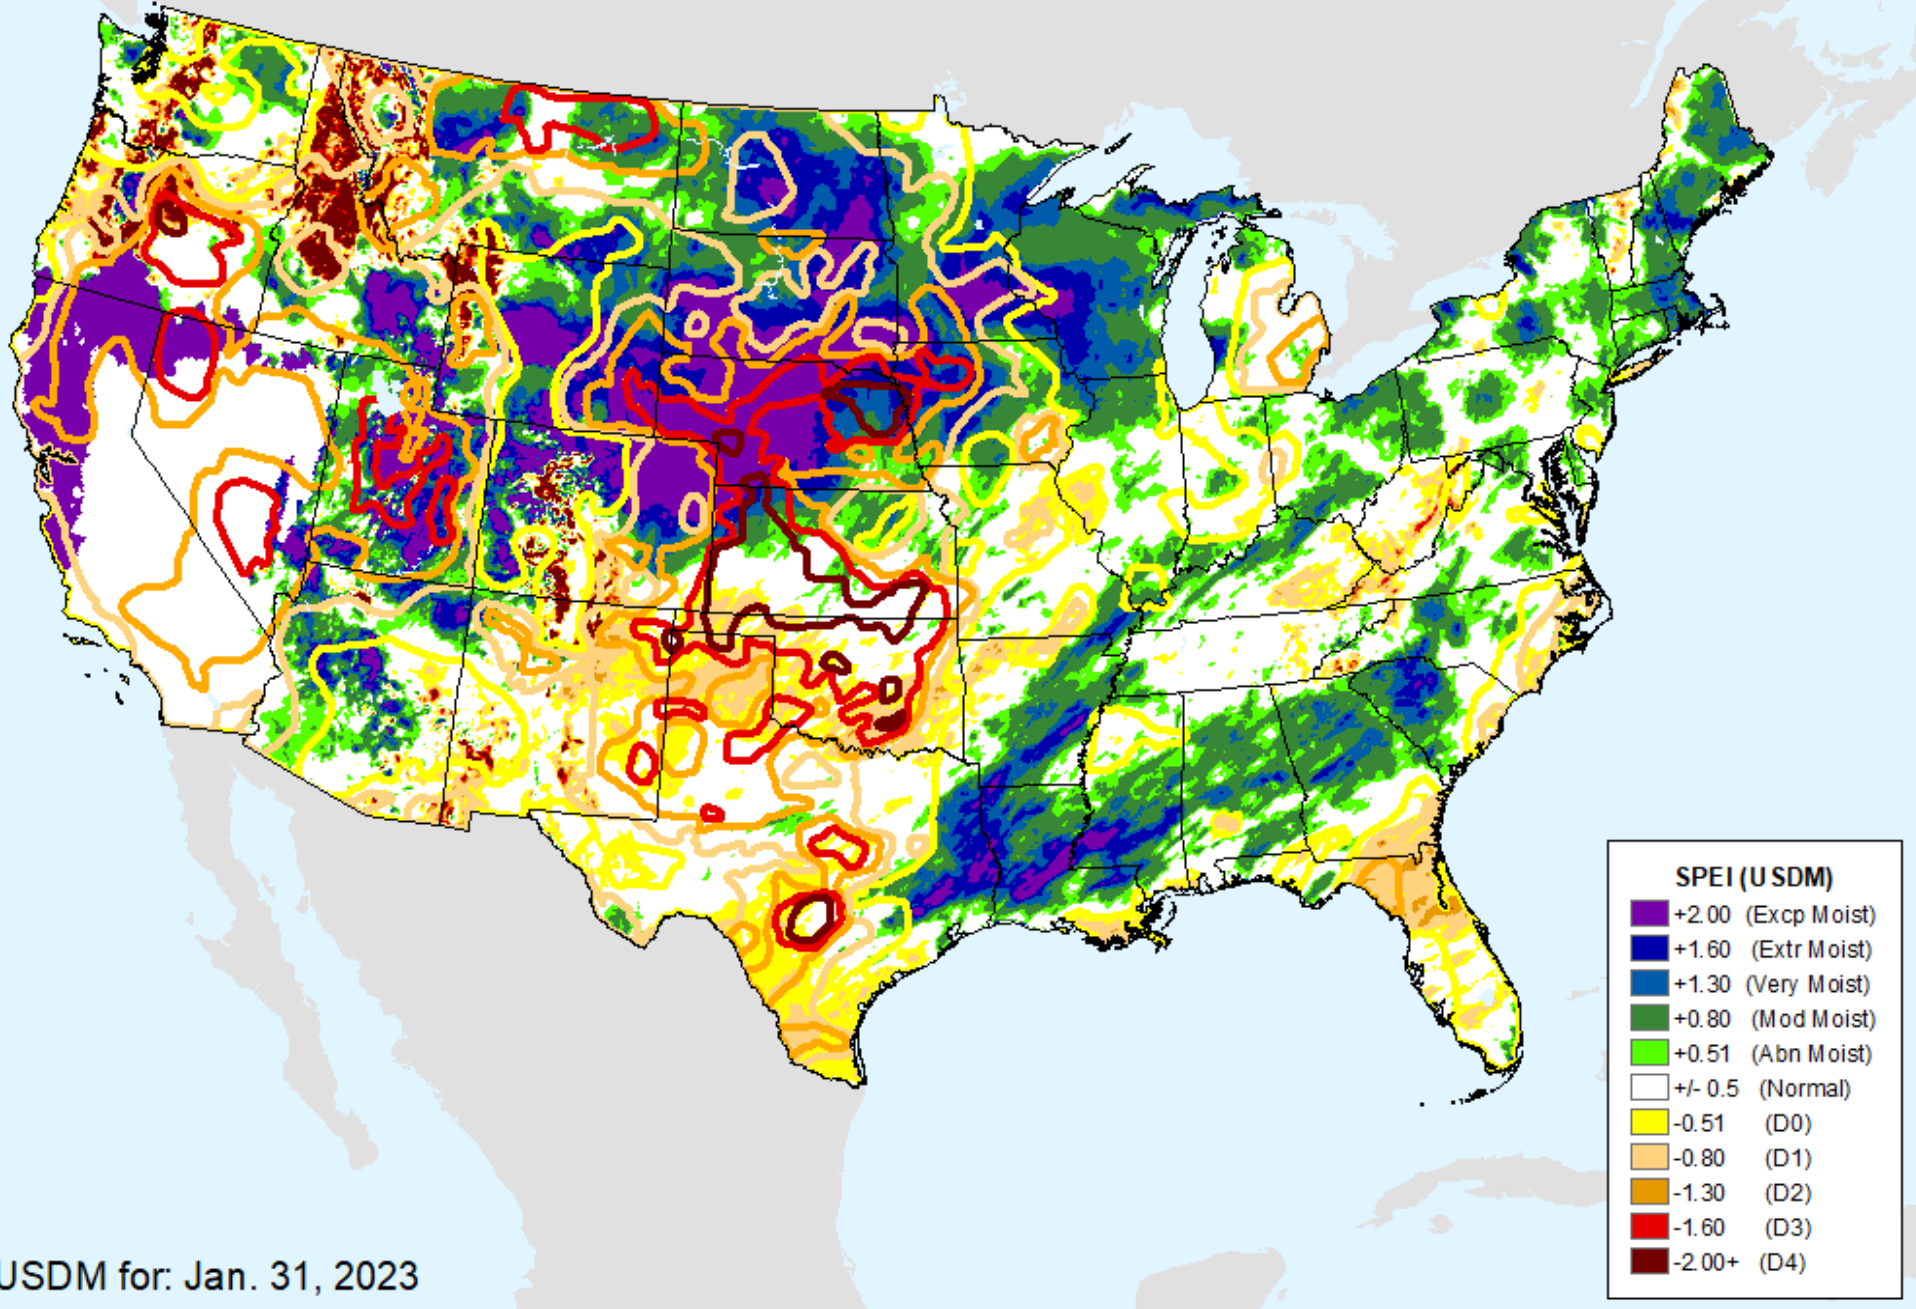 SPEI (USDM)
+2.00 (Excp Moist)
+1.60 (Extr Moist)
+1.30 (Very Moist)
+0.80 (Mod Moist)
+0.51 (Abn Moist)
+/- 0.5 (Normal)
-0.51 (D0)
-0.80 (D1)
-1.30 (D2)
-1.60 (D3)
-2.00+ (D4)
USDM for: Jan. 31, 2023